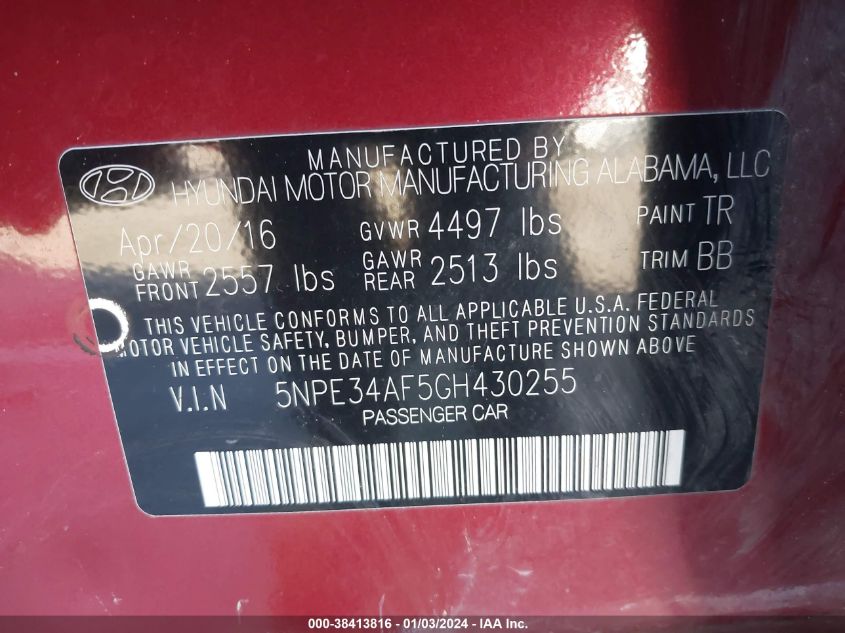 MANUFACTURED BY
HYUNDAI MOTOR MANUFACTURING ALABAMA, LLC
Apr/20/16 GVWR 4497 lbs PAINT TR
GAWR FRONT 2557 lbs GAWR REAR 2513 lbs TRIM BB
THIS VEHICLE CONFORMS TO ALL APPLICABLE U.S.A. FEDERAL
MOTOR VEHICLE SAFETY, BUMPER, AND THEFT PREVENTION STANDARDS
IN EFFECT ON THE DATE OF MANUFACTURE SHOWN ABOVE
V.I.N 5NPE34AF5GH430255
PASSENGER CAR
000-38413816 - 01/03/2024 - IAA Inc.